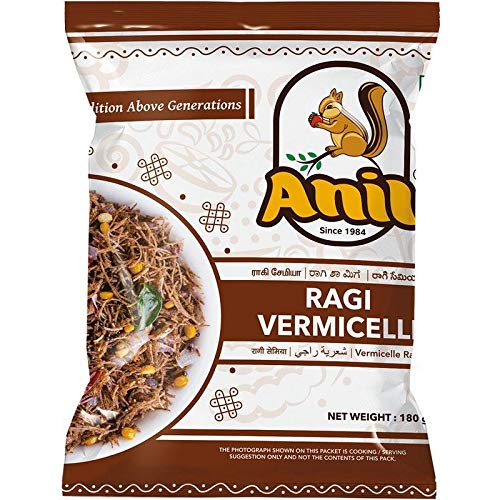 dition Above Generations
Anil
Since 1984
ராகி சேமியா | ರಾಗಿ ಶಾವಿಗೆ | రాగి సేమియా
RAGI
VERMICELLI
रागी सेमिया | شعرية راجي | Vermicelle Ra
NET WEIGHT : 180 g
THE PHOTOGRAPH SHOWN ON THIS PACKET IS COOKING / SERVING
SUGGESTION ONLY AND NOT THE CONTENTS OF THIS PACK.